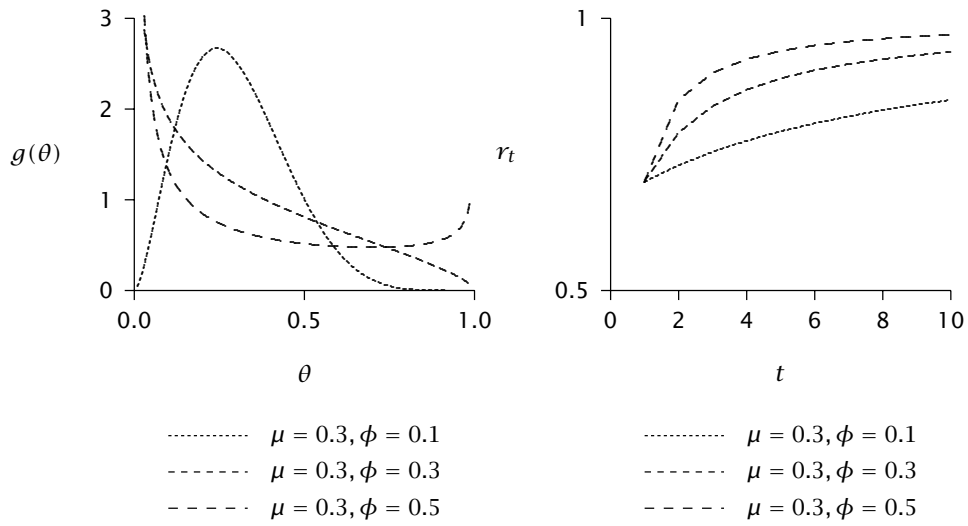 3
2
g(θ)
1
0
0.0 0.5 1.0
θ
μ = 0.3, ϕ = 0.1
μ = 0.3, ϕ = 0.3
μ = 0.3, ϕ = 0.5
1
r_t
0.5
0 2 4 6 8 10
t
μ = 0.3, ϕ = 0.1
μ = 0.3, ϕ = 0.3
μ = 0.3, ϕ = 0.5